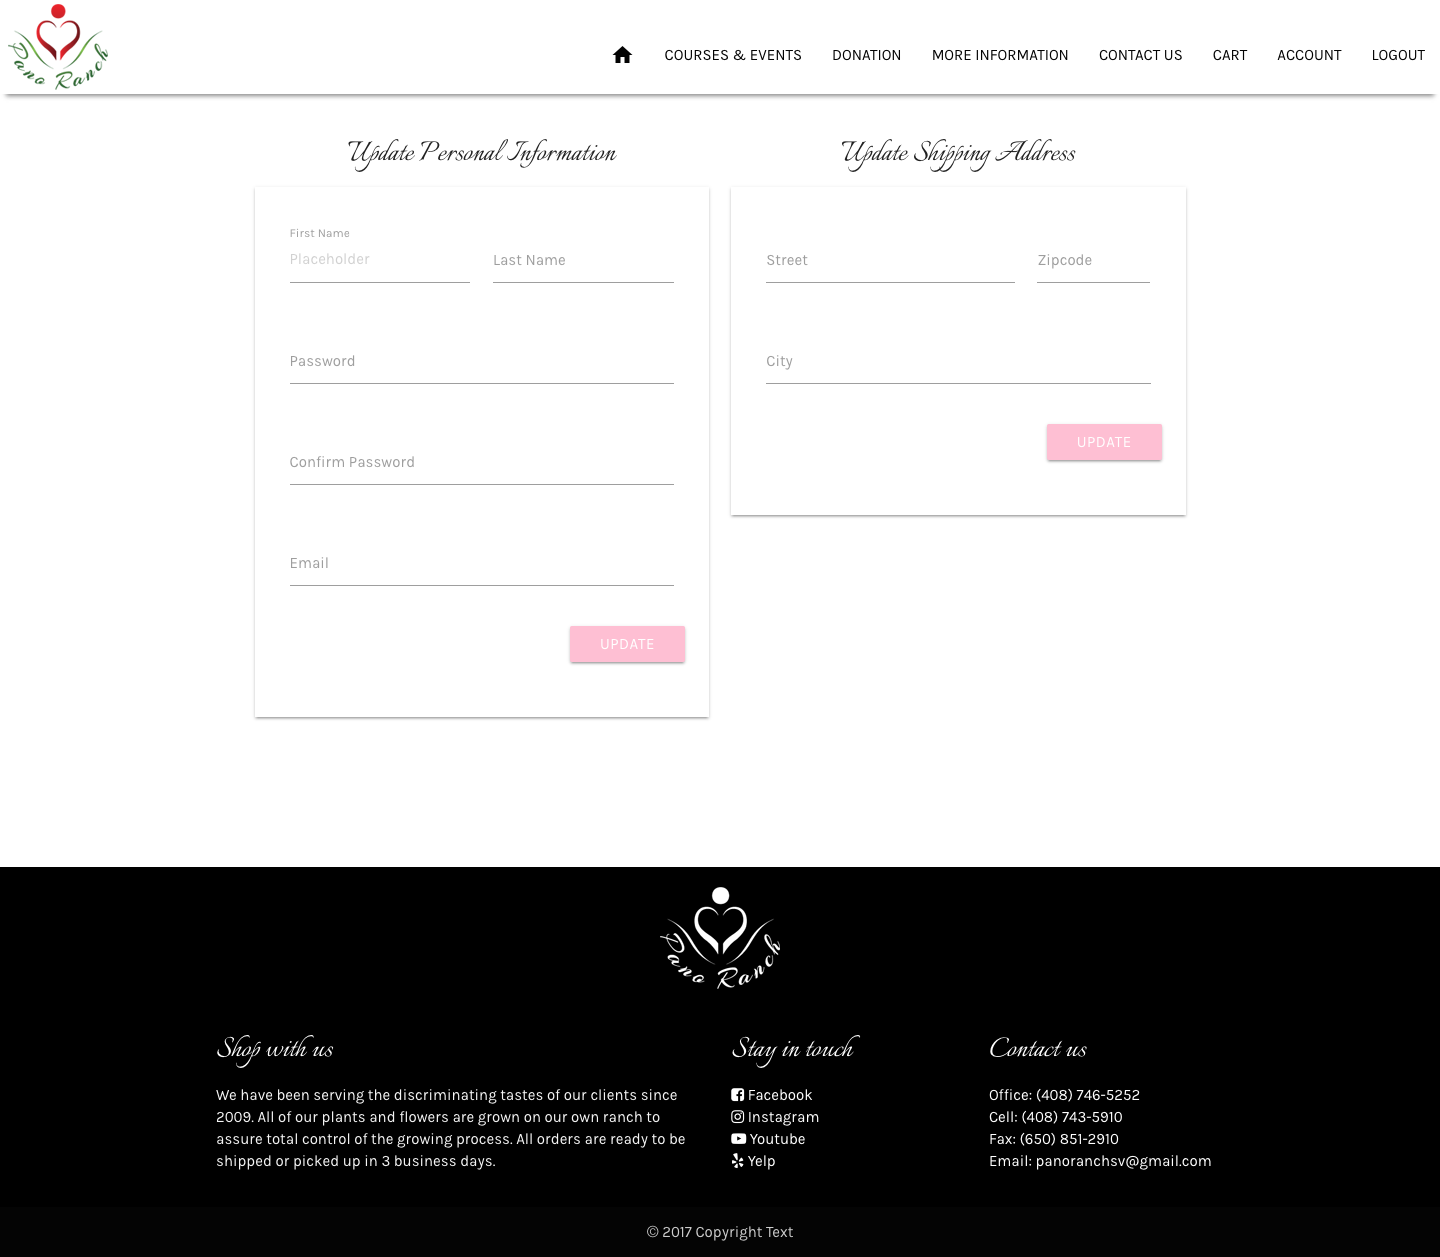 Pano Ranch
COURSES & EVENTS DONATION MORE INFORMATION CONTACT US CART ACCOUNT LOGOUT
Update Personal Information
First Name
Placeholder
Last Name
Password
Confirm Password
Email
UPDATE
Update Shipping Address
Street
Zipcode
City
UPDATE
Pano Ranch
Shop with us
We have been serving the discriminating tastes of our clients since
2009. All of our plants and flowers are grown on our own ranch to
assure total control of the growing process. All orders are ready to be
shipped or picked up in 3 business days.
Stay in touch
Facebook
Instagram
Youtube
Yelp
Contact us
Office: (408) 746-5252
Cell: (408) 743-5910
Fax: (650) 851-2910
Email: panoranchsv@gmail.com
© 2017 Copyright Text